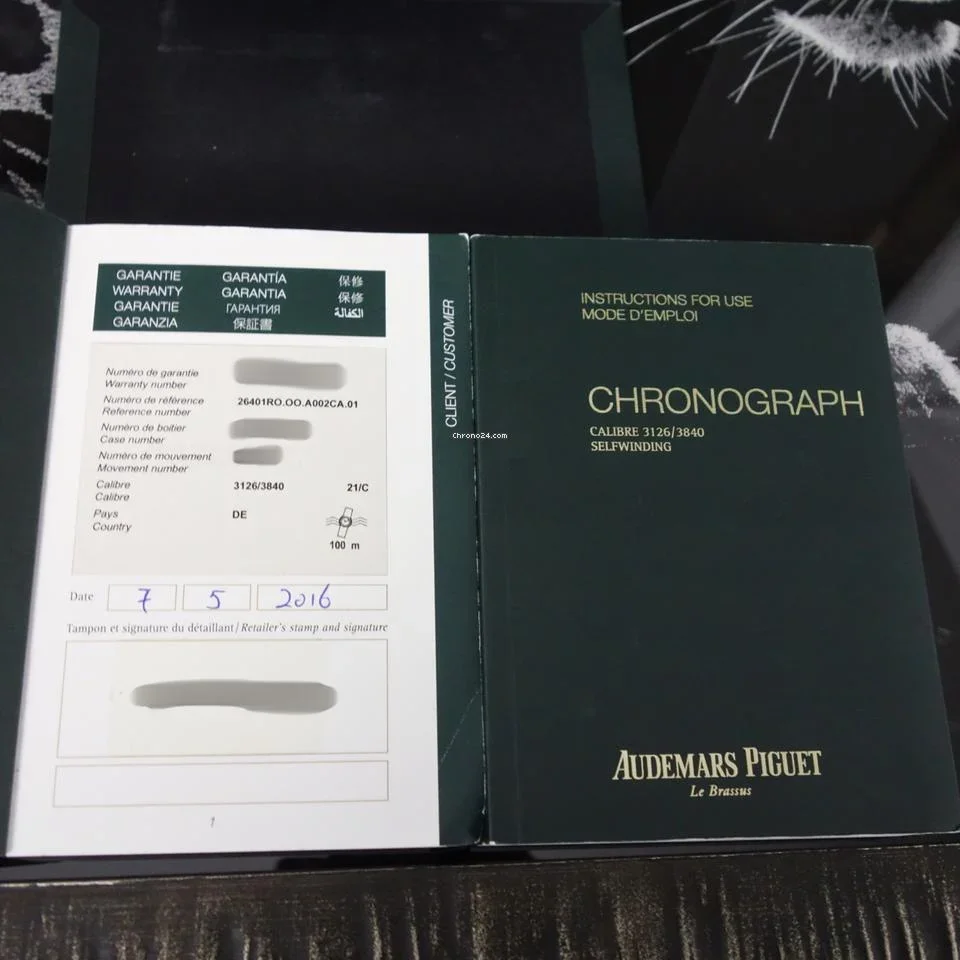 GARANTIE GARANTÍA 保修
WARRANTY GARANTIA 保修
GARANTIE ГАРАНТИЯ الكفالة
GARANZIA 保証書
Numéro de garantie
Warranty number
Numéro de référence 26401RO.OO.A002CA.01
Reference number
Numéro de boitier
Case number
Numéro de mouvement
Movement number
Calibre 3126/3840 21/C
Calibre
Pays DE
Country
100 m
Date 7 5 2016
Tampon et signature du détaillant / Retailer's stamp and signature
1
CLIENT / CUSTOMER
Chrono24.com
INSTRUCTIONS FOR USE
MODE D'EMPLOI
CHRONOGRAPH
CALIBRE 3126/3840
SELFWINDING
AUDEMARS PIGUET
Le Brassus